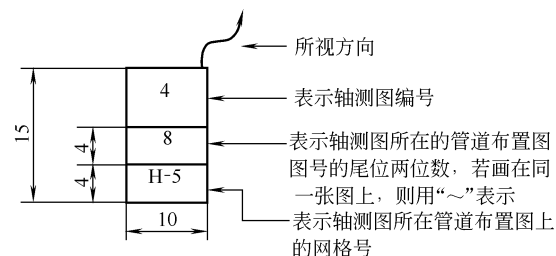 所视方向
4
表示轴测图编号
15
4
8
表示轴测图所在的管道布置图
图号的尾位两位数，若画在同
一张图上，则用“～”表示
4
H-5
表示轴测图所在管道布置图上
的网格号
10